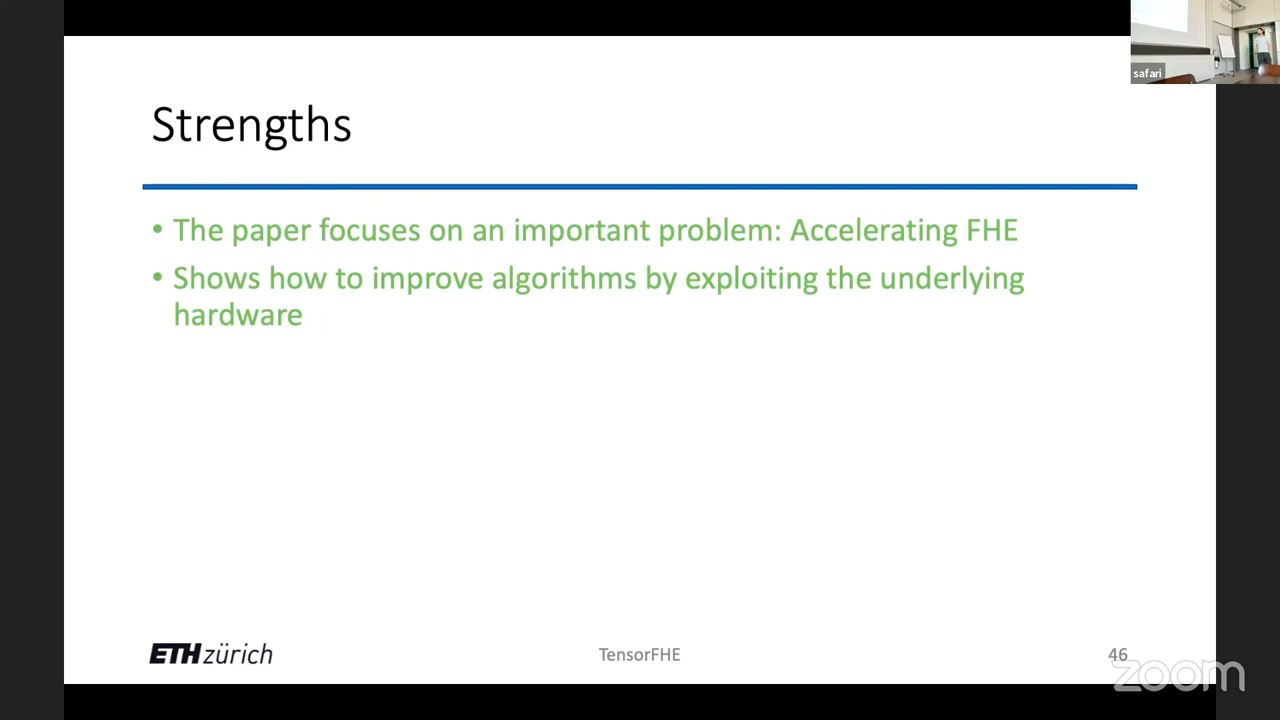 safari
Strengths
• The paper focuses on an important problem: Accelerating FHE
• Shows how to improve algorithms by exploiting the underlying
hardware
ETH zürich
TensorFHE
46
zoom